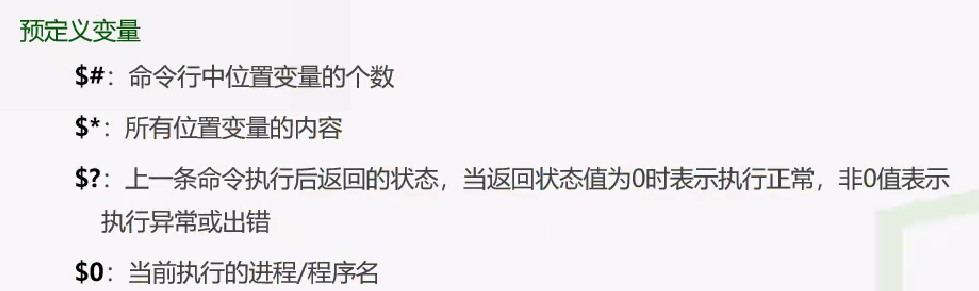 预定义变量
$#：命令行中位置变量的个数
$*：所有位置变量的内容
$?：上一条命令执行后返回的状态，当返回状态值为0时表示执行正常，非0值表示
执行异常或出错
$0：当前执行的进程/程序名